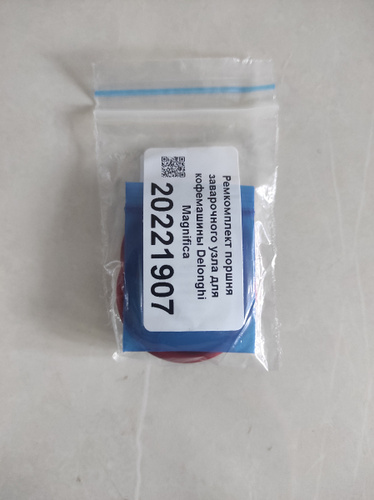 Ремкомплект поршня
заварочного узла для
кофемашины Delonghi
Magnifica
20221907